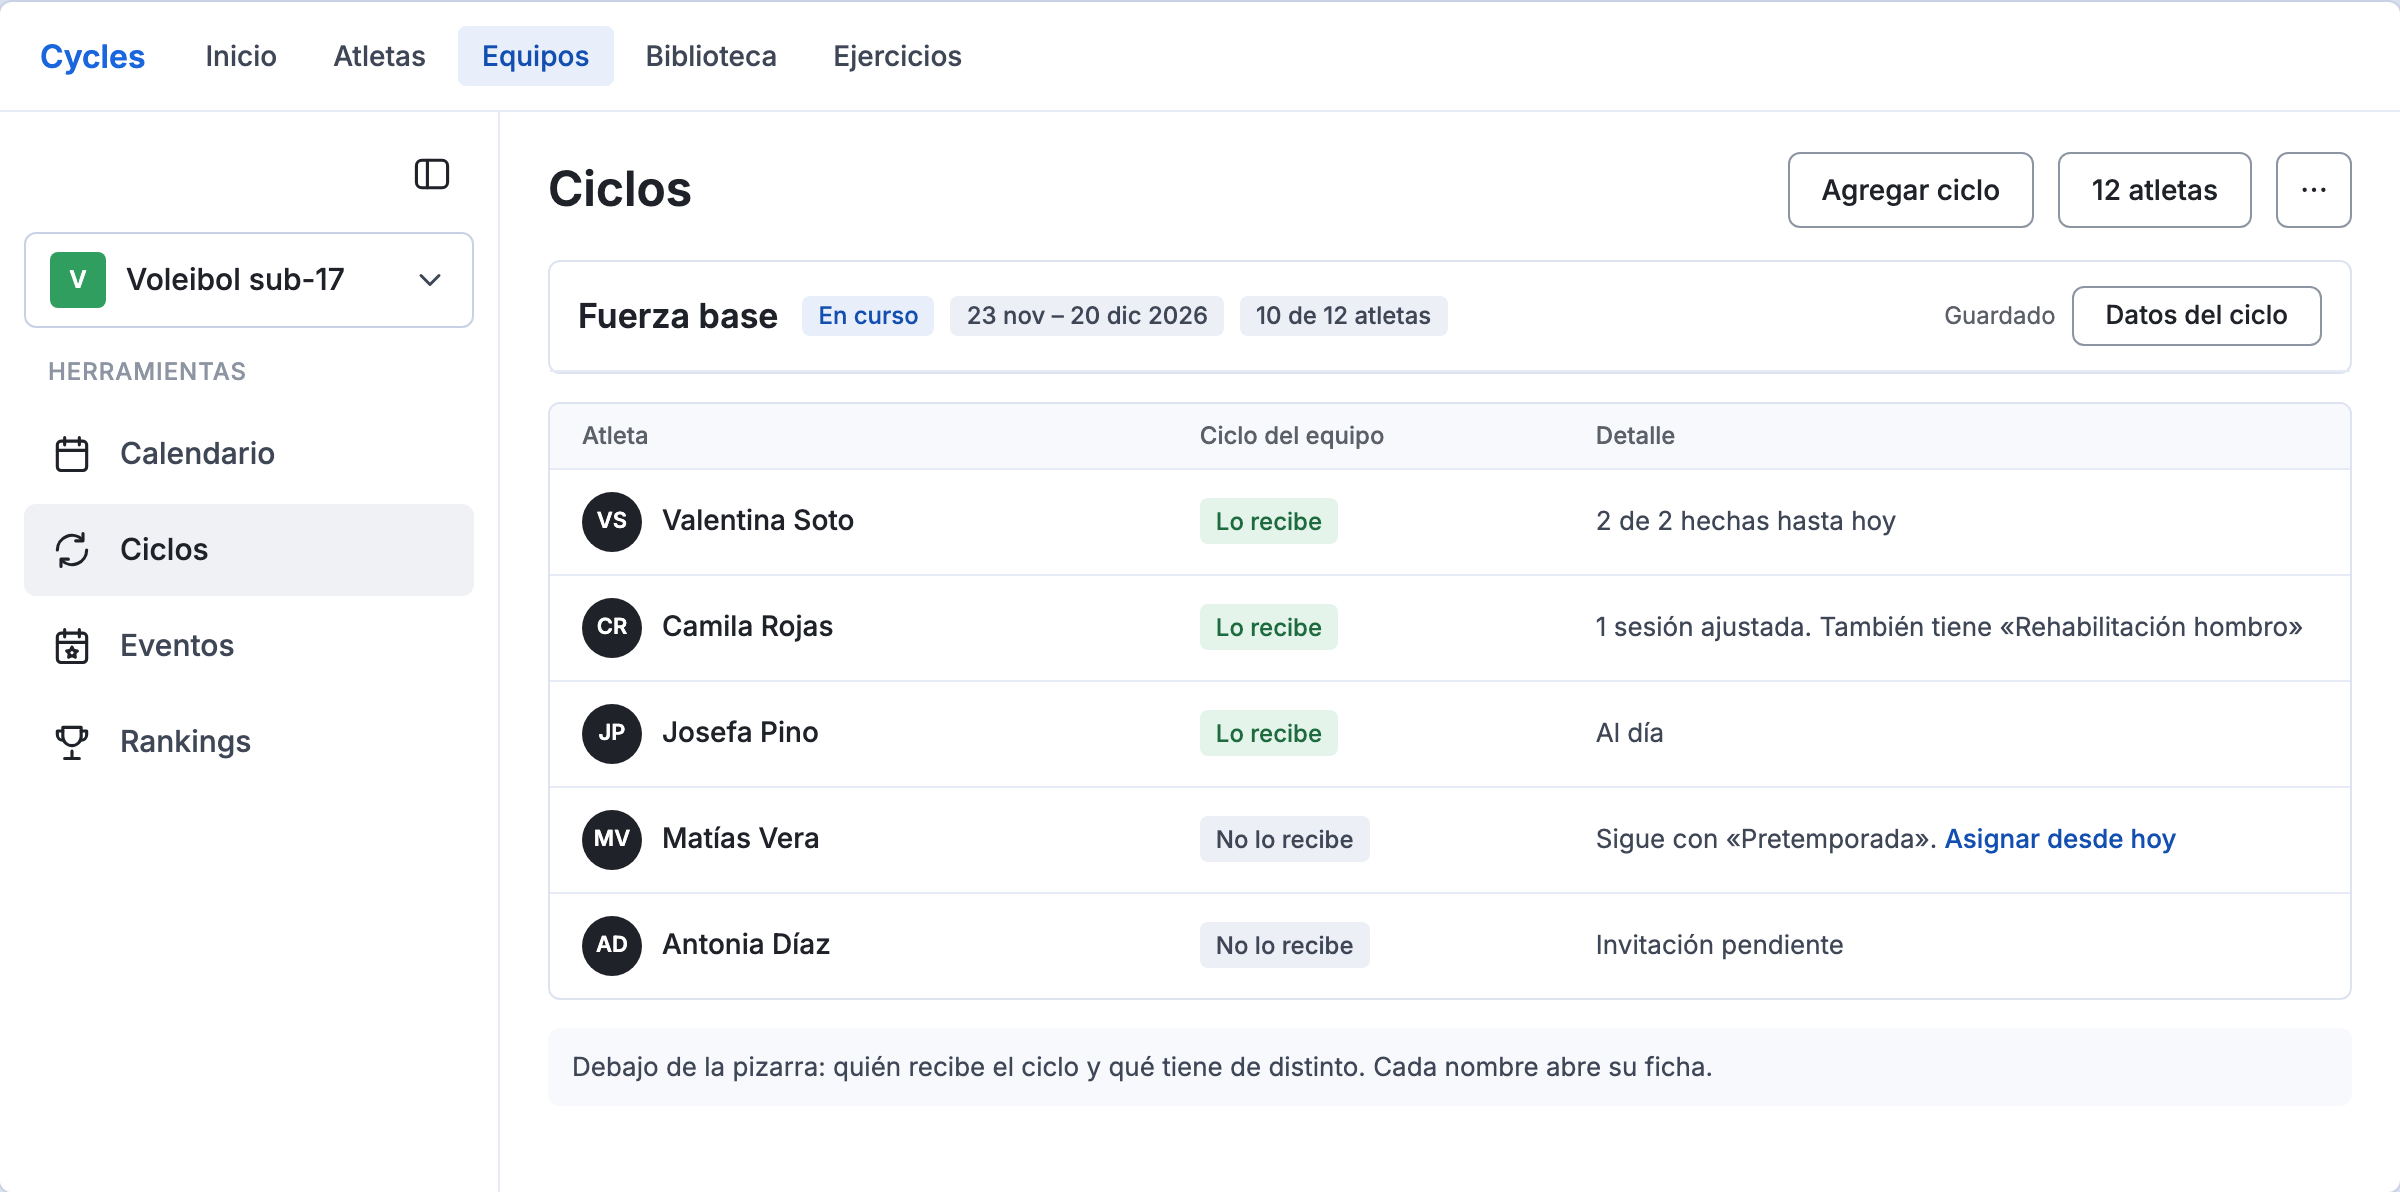 Cycles Inicio Atletas Equipos Biblioteca Ejercicios
V Voleibol sub-17
HERRAMIENTAS
Calendario
Ciclos
Eventos
Rankings
Ciclos
Agregar ciclo 12 atletas ...
Fuerza base En curso 23 nov – 20 dic 2026 10 de 12 atletas Guardado Datos del ciclo
Atleta Ciclo del equipo Detalle
VS Valentina Soto Lo recibe 2 de 2 hechas hasta hoy
CR Camila Rojas Lo recibe 1 sesión ajustada. También tiene «Rehabilitación hombro»
JP Josefa Pino Lo recibe Al día
MV Matías Vera No lo recibe Sigue con «Pretemporada». Asignar desde hoy
AD Antonia Díaz No lo recibe Invitación pendiente
Debajo de la pizarra: quién recibe el ciclo y qué tiene de distinto. Cada nombre abre su ficha.